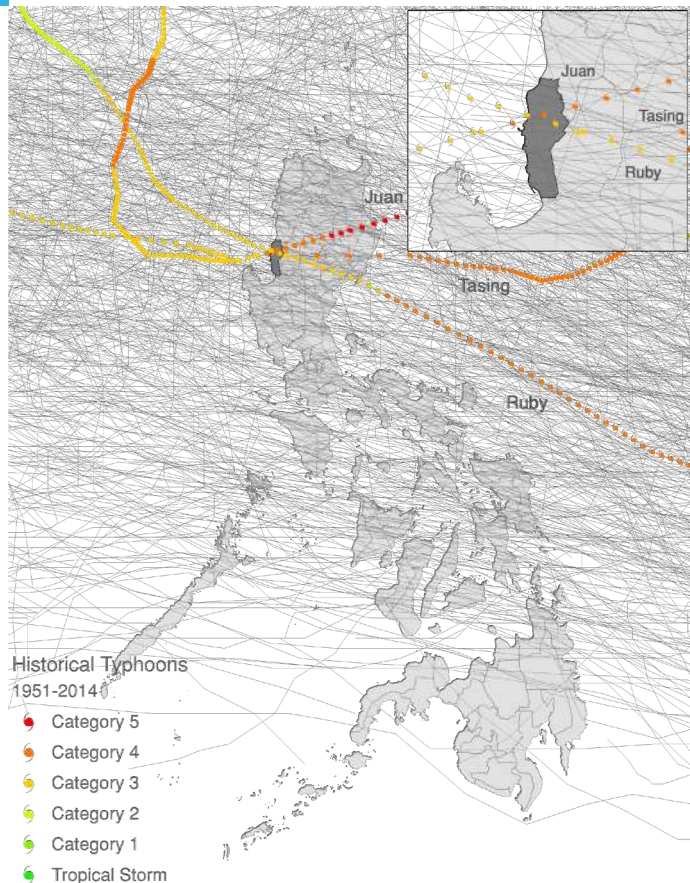 Juan
Tasing
Ruby
Juan
Tasing
Ruby
Historical Typhoons
1951-2014
Category 5
Category 4
Category 3
Category 2
Category 1
Tropical Storm